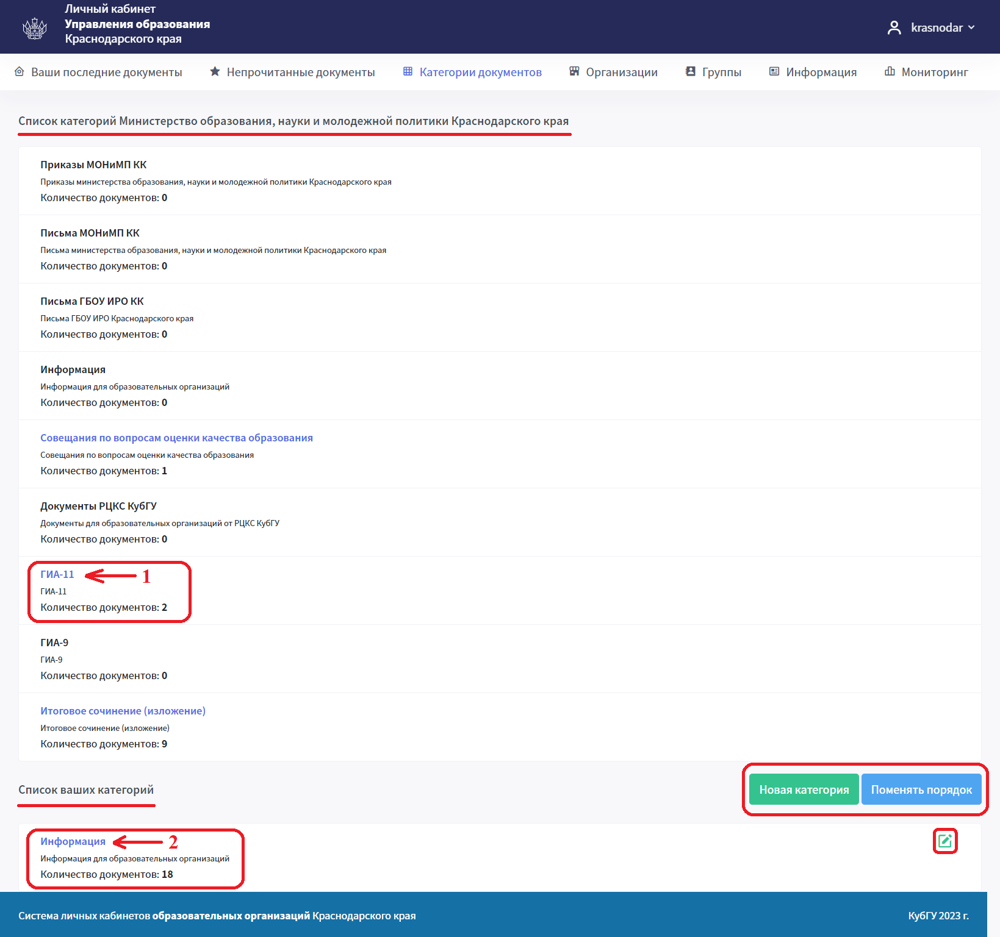 Личный кабинет
Управления образования
Краснодарского края
krasnodar
Ваши последние документы Непрочитанные документы Категории документов Организации Группы Информация Мониторинг
Список категорий Министерство образования, науки и молодежной политики Краснодарского края
Приказы МОНиМП КК
Приказы министерства образования, науки и молодежной политики Краснодарского края
Количество документов: 0
Письма МОНиМП КК
Письма министерства образования, науки и молодежной политики Краснодарского края
Количество документов: 0
Письма ГБОУ ИРО КК
Письма ГБОУ ИРО Краснодарского края
Количество документов: 0
Информация
Информация для образовательных организаций
Количество документов: 0
Совещания по вопросам оценки качества образования
Совещания по вопросам оценки качества образования
Количество документов: 1
Документы РЦКС КубГУ
Документы для образовательных организаций от РЦКС КубГУ
Количество документов: 0
ГИА-11 1
ГИА-11
Количество документов: 2
ГИА-9
ГИА-9
Количество документов: 0
Итоговое сочинение (изложение)
Итоговое сочинение (изложение)
Количество документов: 9
Список ваших категорий Новая категория Поменять порядок
Информация 2
Информация для образовательных организаций
Количество документов: 18
Система личных кабинетов образовательных организаций Краснодарского края КубГУ 2023 г.